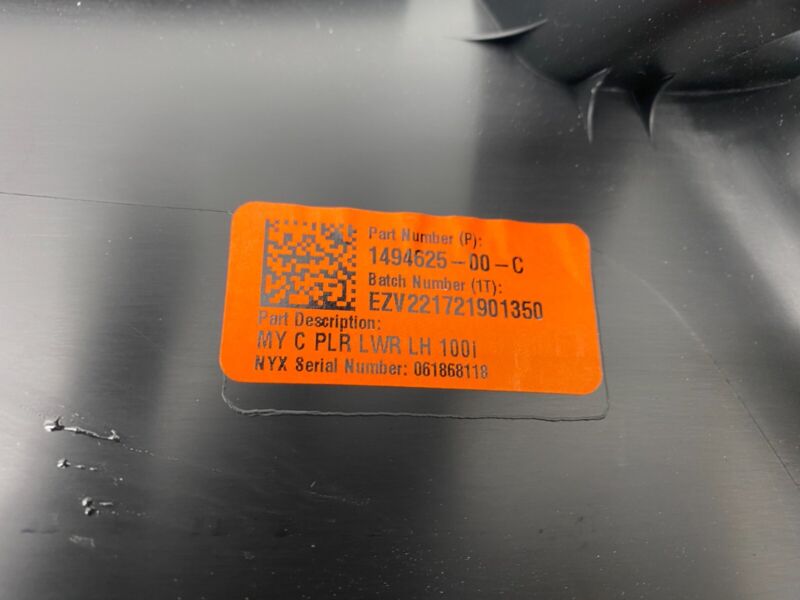 Part Number (P):
1494625-00-C
Batch Number (1T):
EZV221721901350
Part Description:
MY C PLR LWR LH 100i
NYX Serial Number: 061868118